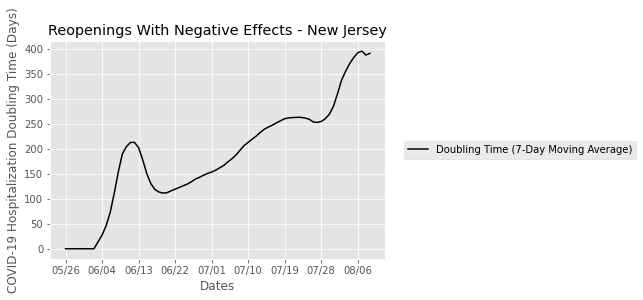 Reopenings With Negative Effects - New Jersey
COVID-19 Hospitalization Doubling Time (Days)
400
350
300
250
200
150
100
50
0
05/26 06/04 06/13 06/22 07/01 07/10 07/19 07/28 08/06
Dates
Doubling Time (7-Day Moving Average)